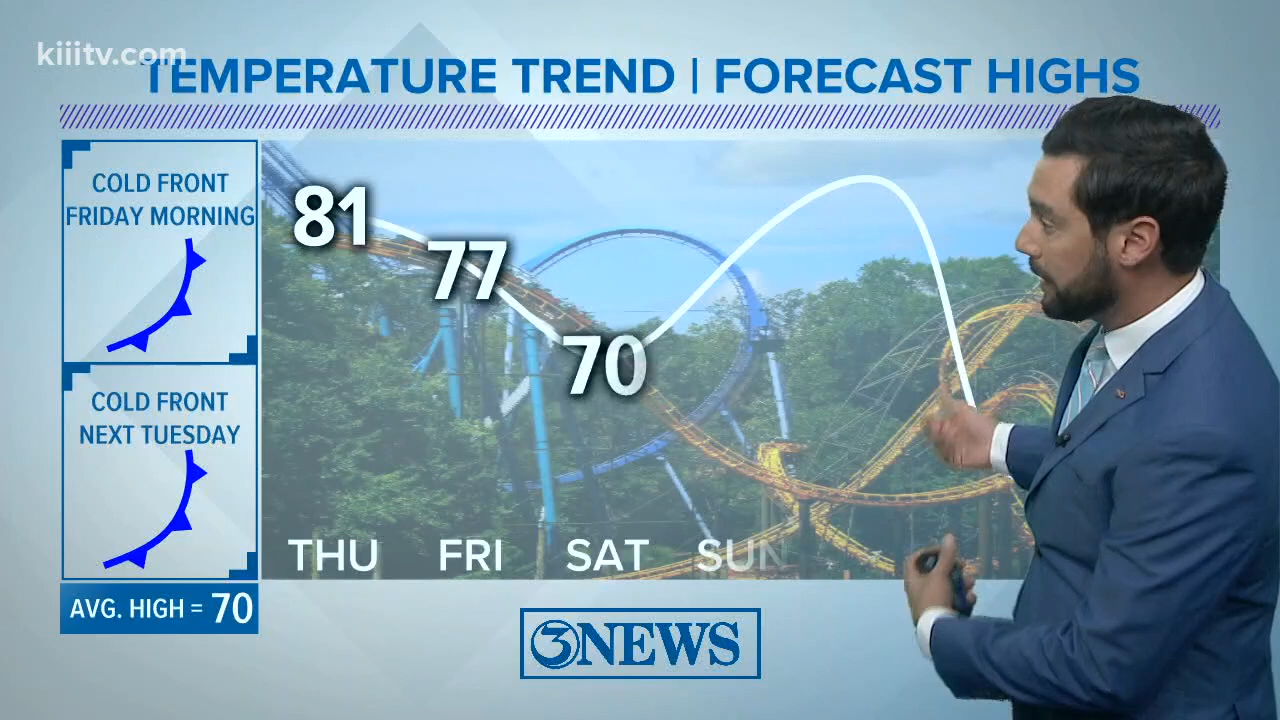 kiiitv.com
TEMPERATURE TREND | FORECAST HIGHS
COLD FRONT
FRIDAY MORNING
COLD FRONT
NEXT TUESDAY
AVG. HIGH = 70
81
77
70
THU FRI SAT SUN
3NEWS